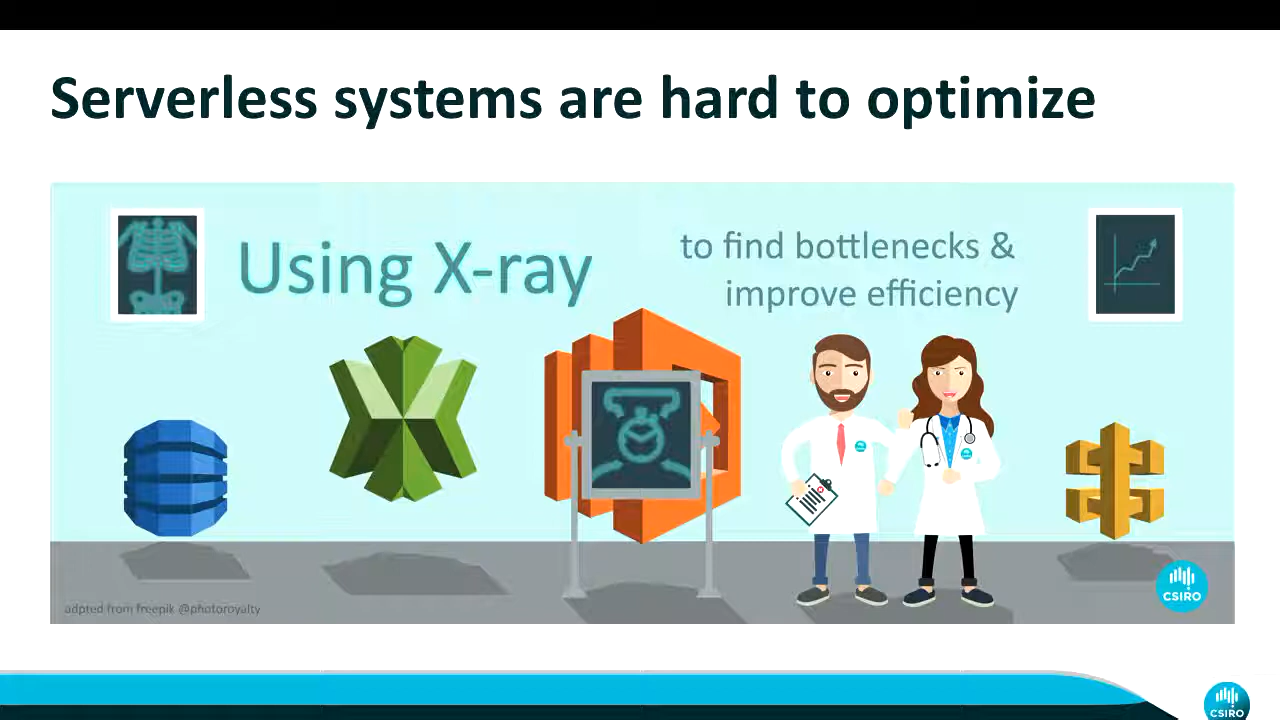 Serverless systems are hard to optimize
Using X-ray
to find bottlenecks &
improve efficiency
adpted from freepik @photoroyalty
CSIRO
CSIRO